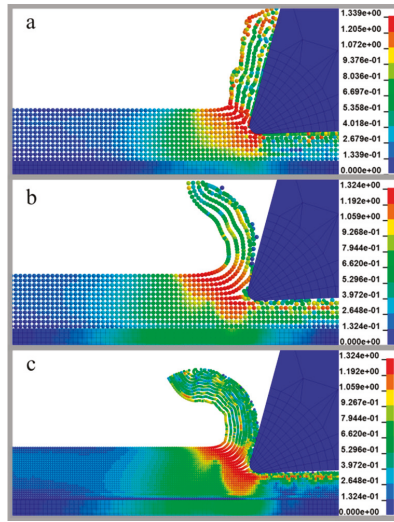 a
1.339e+00
1.205e+00
1.072e+00
9.376e-01
8.036e-01
6.697e-01
5.358e-01
4.018e-01
2.679e-01
1.339e-01
0.000e+00
b
1.324e+00
1.192e+00
1.059e+00
9.268e-01
7.944e-01
6.620e-01
5.296e-01
3.972e-01
2.648e-01
1.324e-01
0.000e+00
c
1.324e+00
1.192e+00
1.059e+00
9.267e-01
7.944e-01
6.620e-01
5.296e-01
3.972e-01
2.648e-01
1.324e-01
0.000e+00